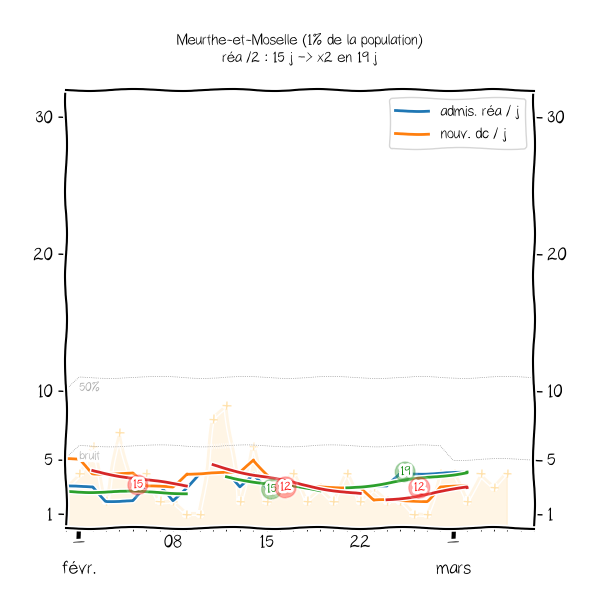 Meurthe-et-Moselle (1% de la population)
réa /2 : 15 j -> x2 en 19 j
admis. réa / j
nouv. dc / j
30
30
20
20
10
10
5
5
1
1
50%
bruit
15
15
12
19
12
08
15
22
févr.
mars